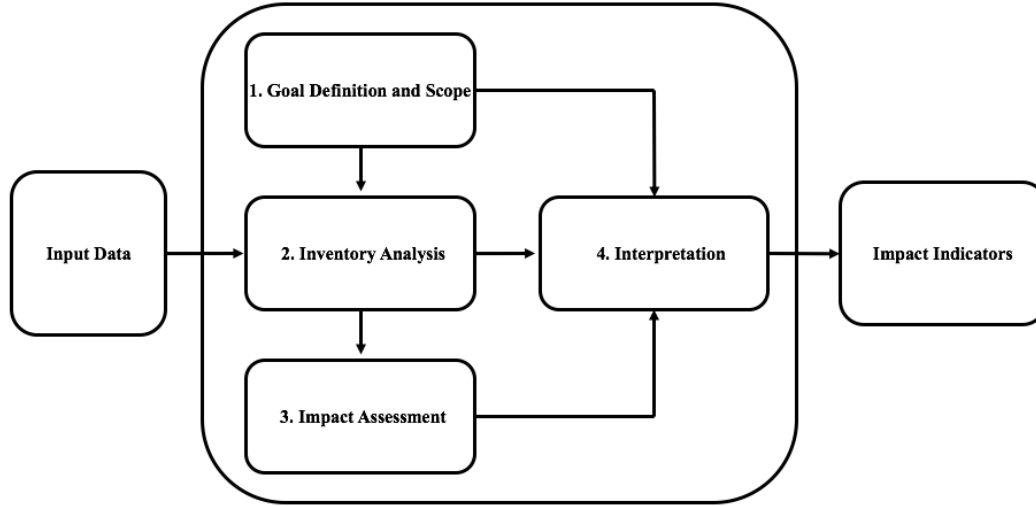 1. Goal Definition and Scope
Input Data
2. Inventory Analysis
4. Interpretation
Impact Indicators
3. Impact Assessment